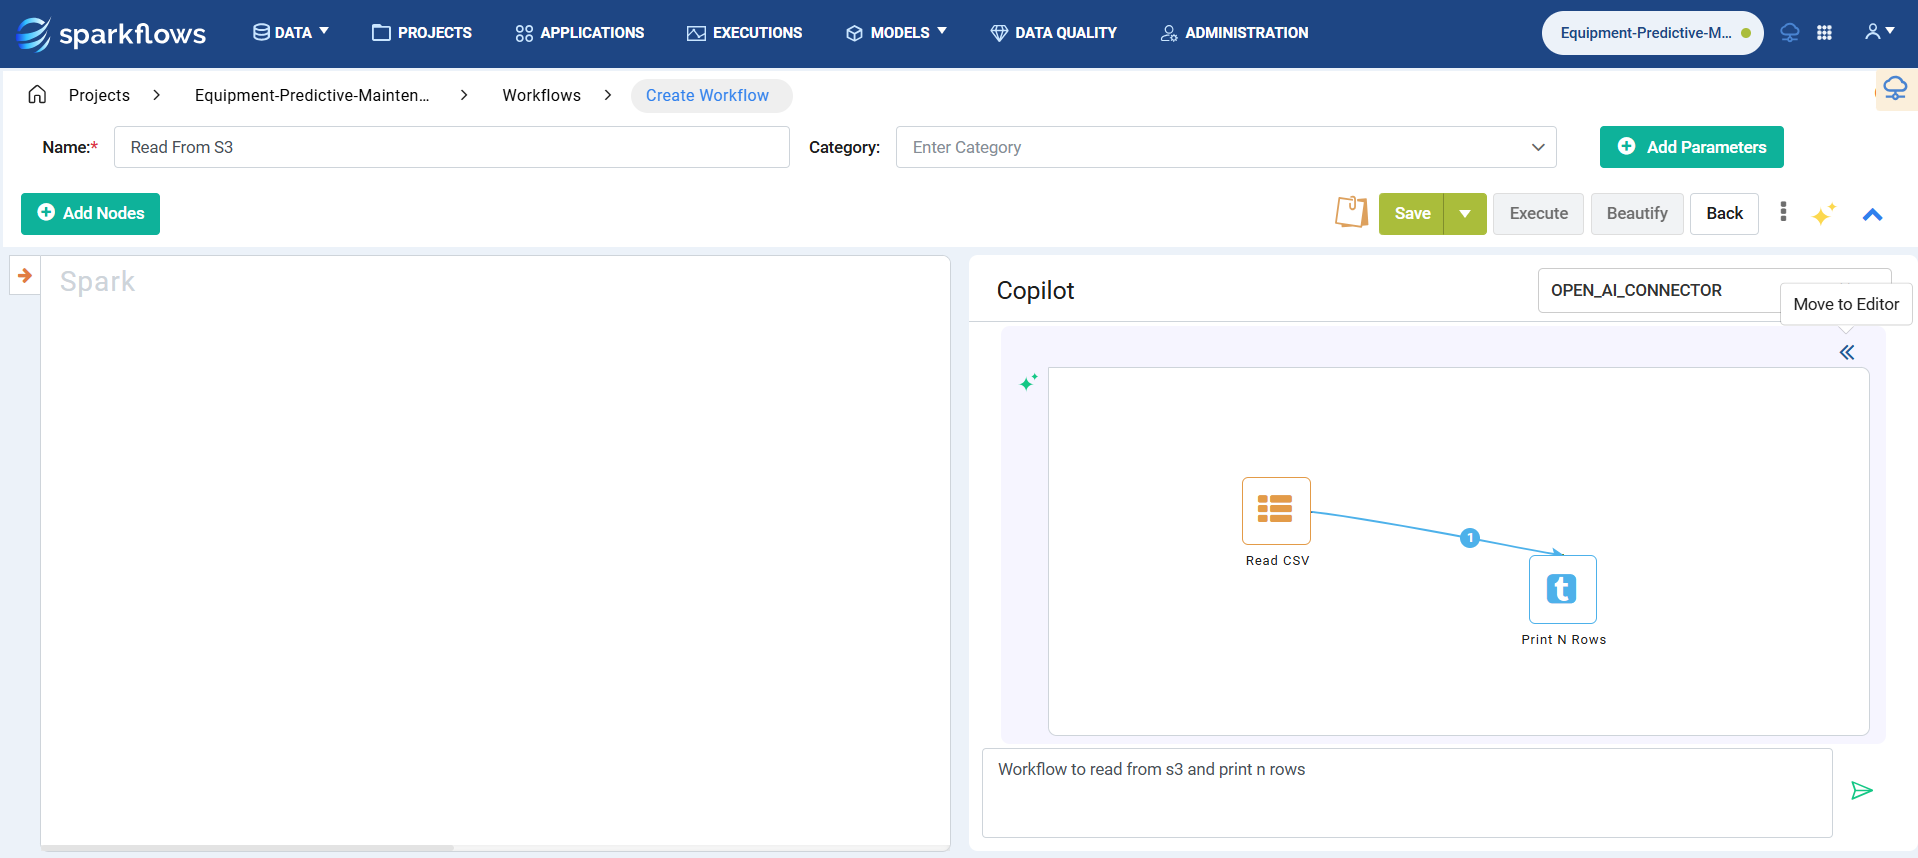 sparkflows DATA PROJECTS APPLICATIONS EXECUTIONS MODELS DATA QUALITY ADMINISTRATION Equipment-Predictive-M...
Projects Equipment-Predictive-Mainten... Workflows Create Workflow
Name:* Read From S3 Category: Enter Category Add Parameters
Add Nodes Save Execute Beautify Back
Spark
Copilot OPEN_AI_CONNECTOR
Move to Editor
1
Read CSV
t
Print N Rows
Workflow to read from s3 and print n rows